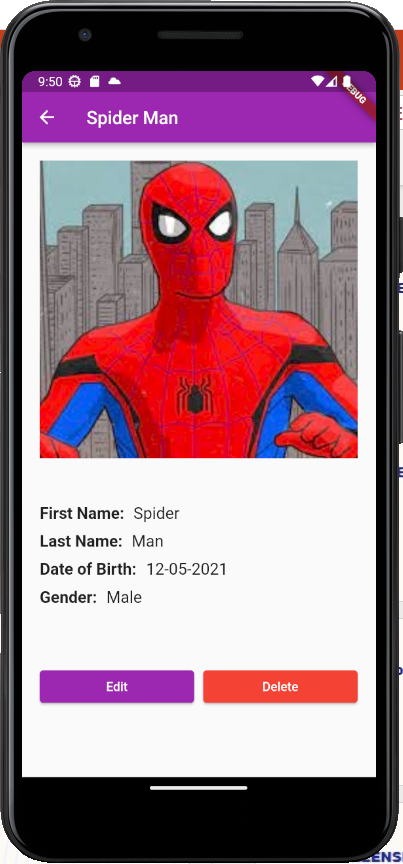 9:50
DEBUG
Spider Man
First Name: Spider
Last Name: Man
Date of Birth: 12-05-2021
Gender: Male
Edit Delete